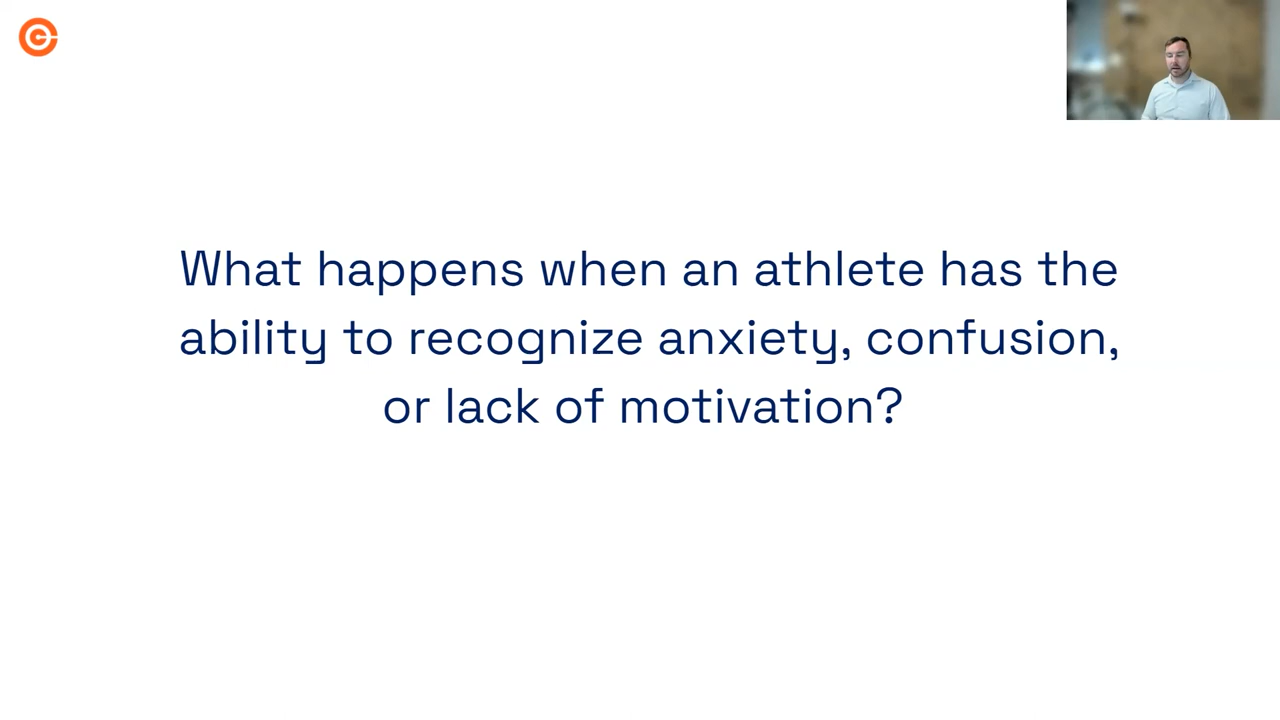 What happens when an athlete has the
ability to recognize anxiety, confusion,
or lack of motivation?